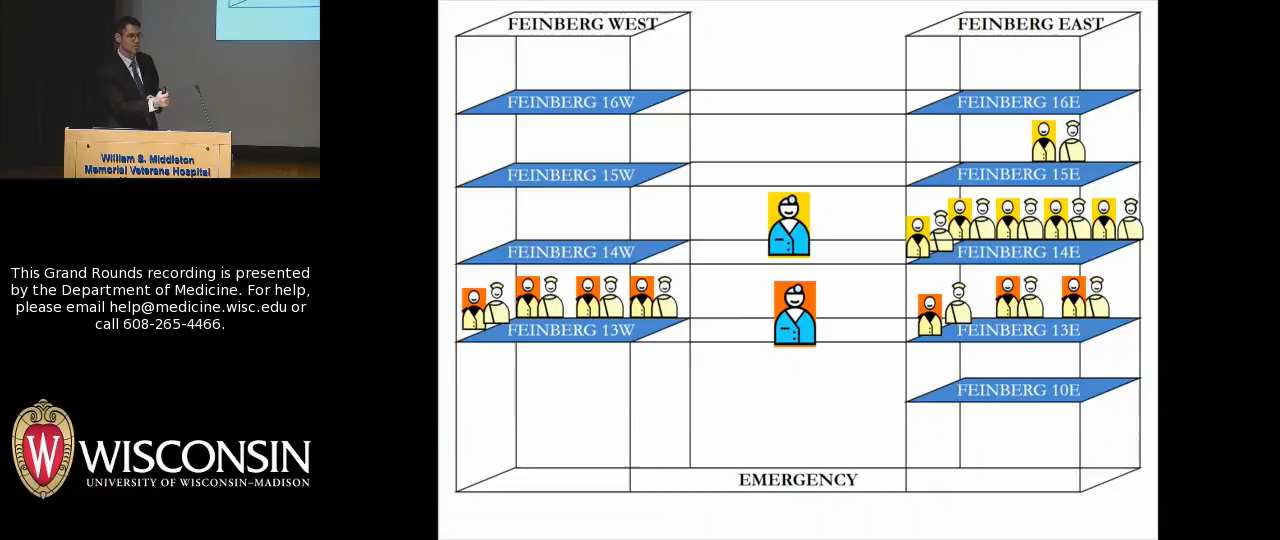 William S. Middleton
Memorial Veterans Hospital
This Grand Rounds recording is presented
by the Department of Medicine. For help,
please email help@medicine.wisc.edu or
call 608-265-4466.
W
WISCONSIN
UNIVERSITY OF WISCONSIN–MADISON
FEINBERG WEST
FEINBERG EAST
FEINBERG 16W
FEINBERG 16E
FEINBERG 15W
FEINBERG 15E
FEINBERG 14W
FEINBERG 14E
FEINBERG 13W
FEINBERG 13E
FEINBERG 10E
EMERGENCY